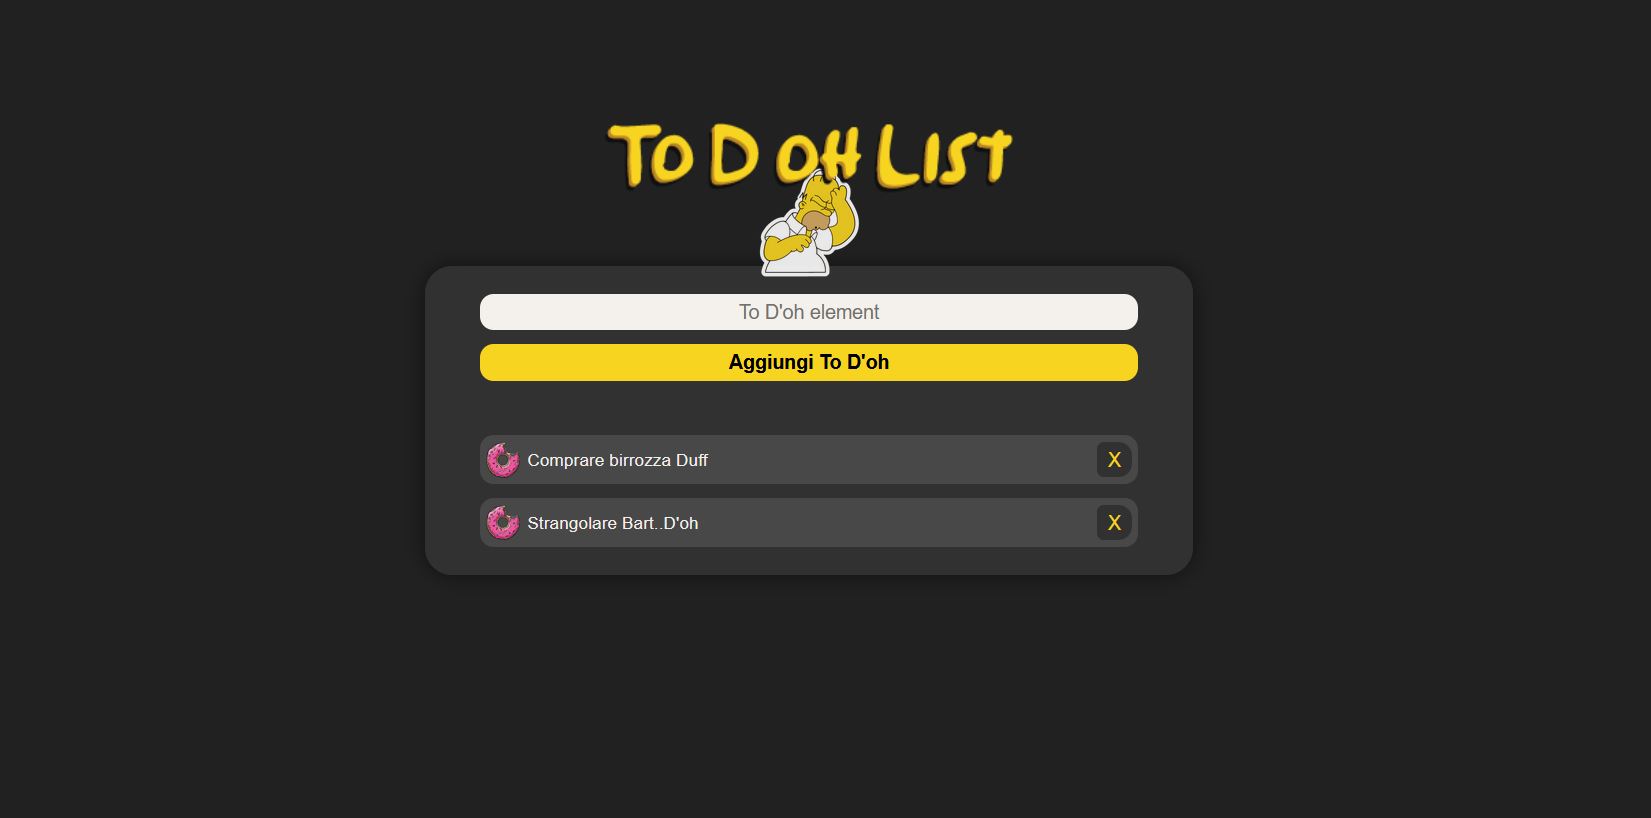 To D oh List
To D'oh element
Aggiungi To D'oh
Comprare birrozza Duff
X
Strangolare Bart..D'oh
X